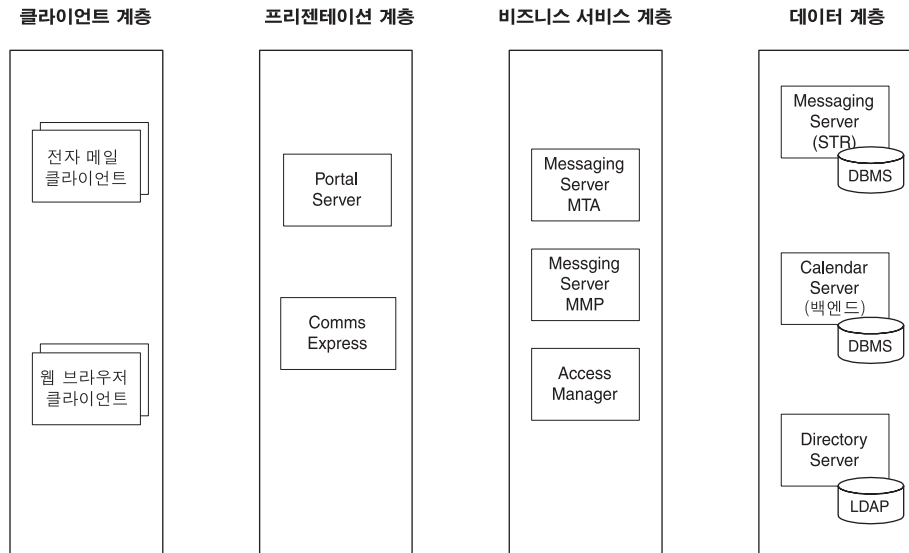 클라이언트 계층
프리젠테이션 계층
비즈니스 서비스 계층
데이터 계층
전자 메일
클라이언트
웹 브라우저
클라이언트
Portal
Server
Comms
Express
Messaging
Server
MTA
Messging
Server
MMP
Access
Manager
Messaging
Server
(STR)
DBMS
Calendar
Server
(백엔드)
DBMS
Directory
Server
LDAP